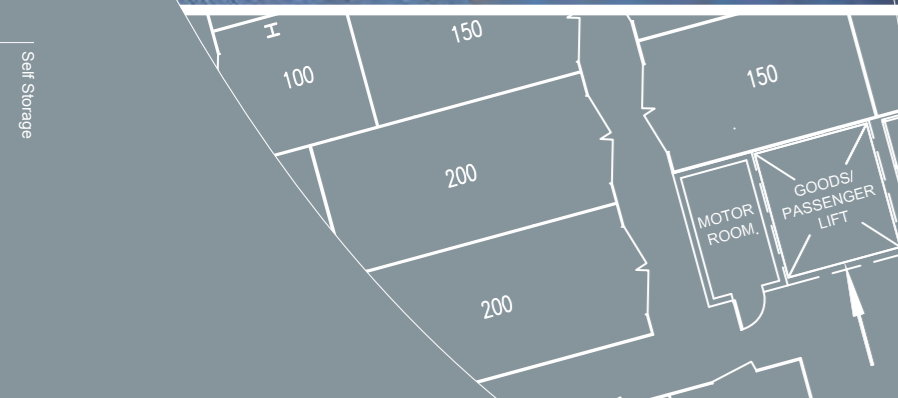 Self Storage
H
150
100
150
200
200
MOTOR
ROOM.
GOODS/
PASSENGER
LIFT